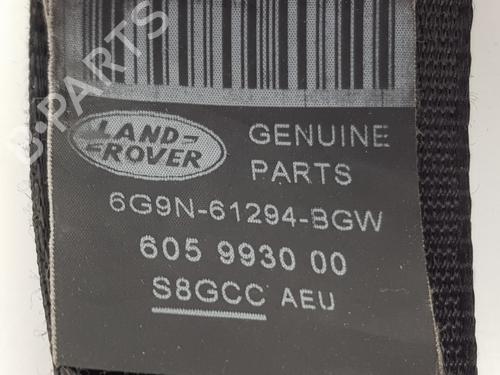 LAND-
ROVER
GENUINE
PARTS
6G9N-61294-BGW
605 9930 00
S8GCC AEU
B-PARTS